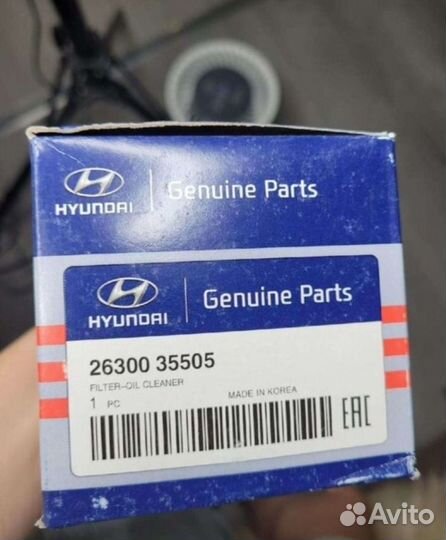 HYUNDAI
Genuine Parts
HYUNDAI
Genuine Parts
26300 35505
FILTER-OIL CLEANER
1 PC
MADE IN KOREA
EAC
Avito